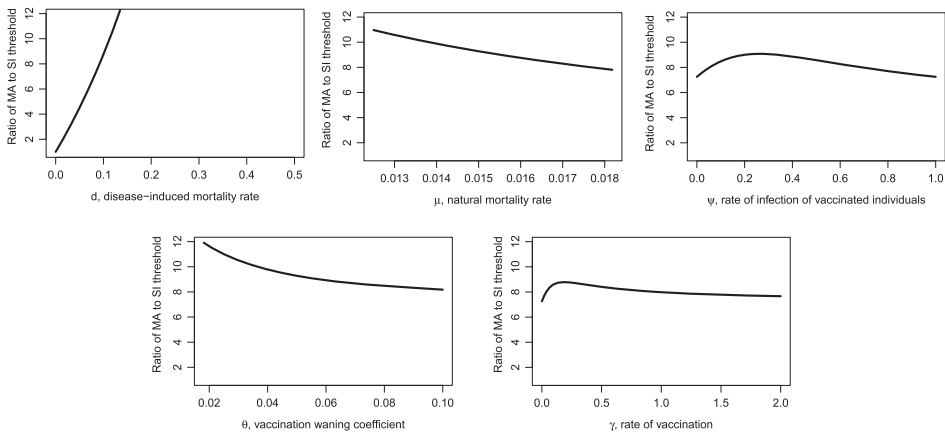 Ratio of MA to SI threshold
12
10
8
6
4
2
0.0 0.1 0.2 0.3 0.4 0.5
d, disease−induced mortality rate
Ratio of MA to SI threshold
12
10
8
6
4
2
0.013 0.014 0.015 0.016 0.017 0.018
μ, natural mortality rate
Ratio of MA to SI threshold
12
10
8
6
4
2
0.0 0.2 0.4 0.6 0.8 1.0
ψ, rate of infection of vaccinated individuals
Ratio of MA to SI threshold
12
10
8
6
4
2
0.02 0.04 0.06 0.08 0.10
θ, vaccination waning coefficient
Ratio of MA to SI threshold
12
10
8
6
4
2
0.0 0.5 1.0 1.5 2.0
γ, rate of vaccination